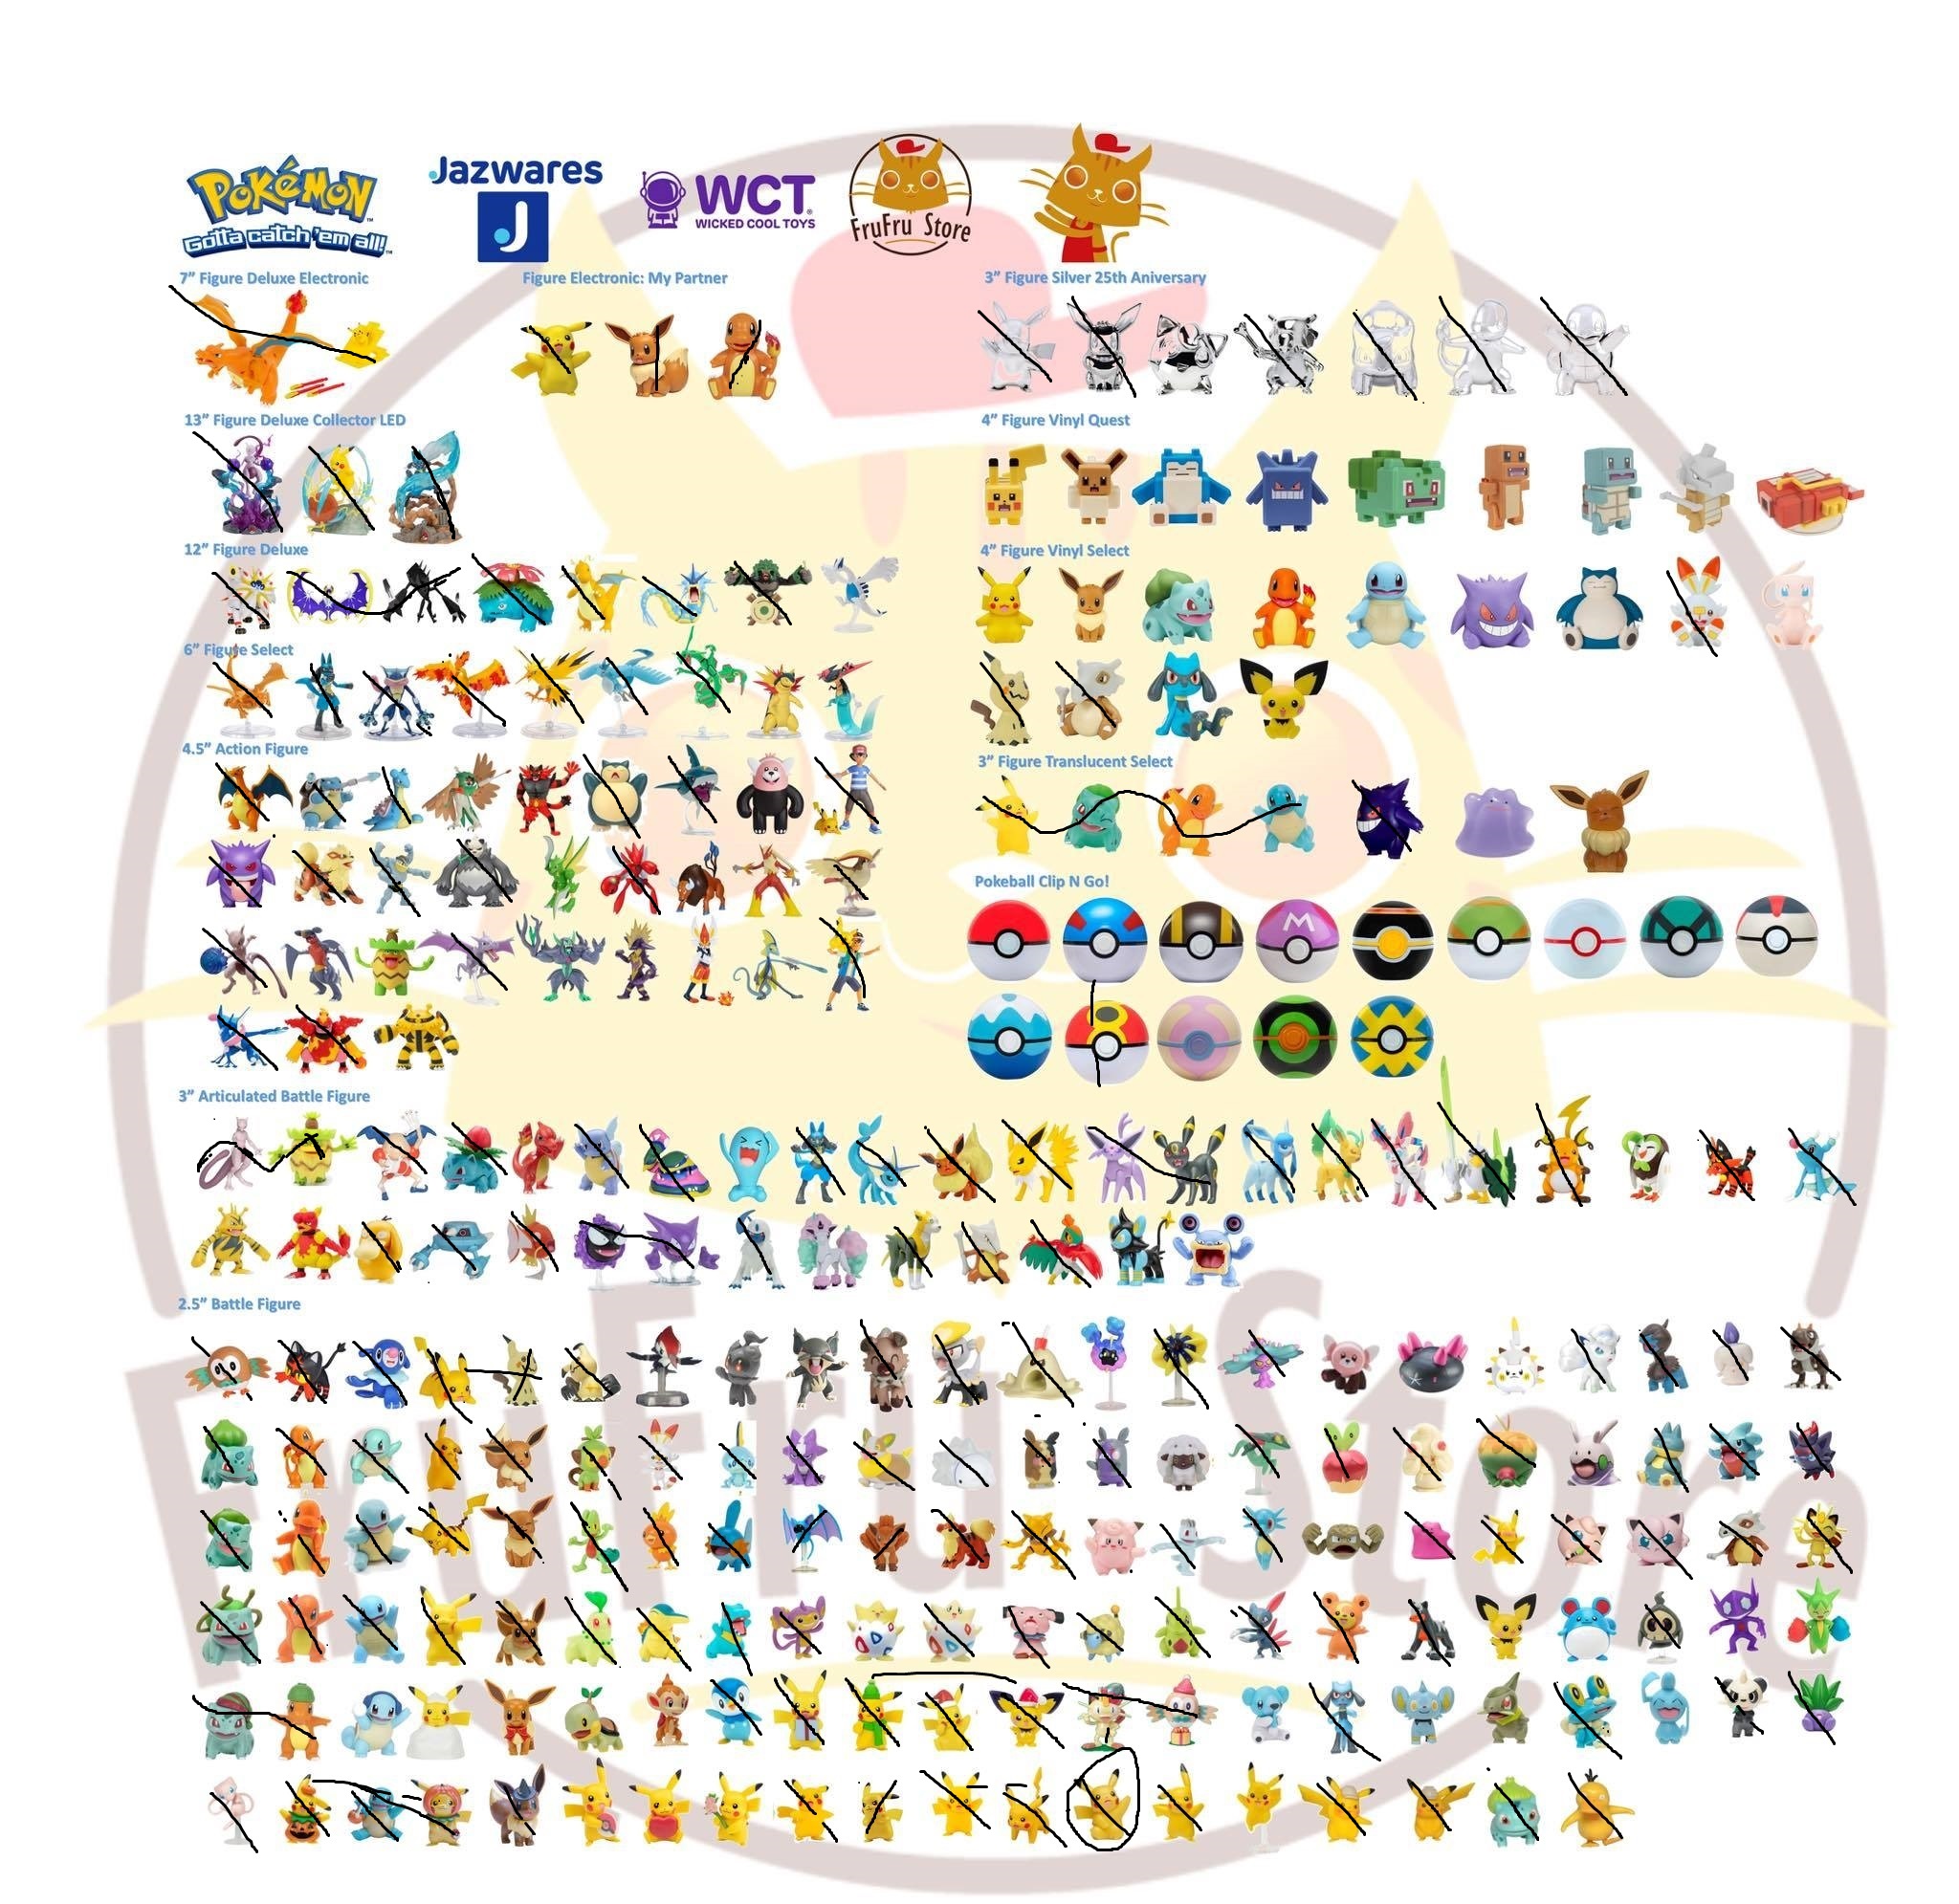 POKéMON
Gotta catch 'em all!
Jazwares
J
WCT
WICKED COOL TOYS
FruFru Store
7” Figure Deluxe Electronic
Figure Electronic: My Partner
3” Figure Silver 25th Aniversary
13” Figure Deluxe Collector LED
4” Figure Vinyl Quest
12” Figure Deluxe
4” Figure Vinyl Select
6” Figure Select
4.5” Action Figure
3” Figure Translucent Select
Pokeball Clip N Go!
M
3” Articulated Battle Figure
2.5” Battle Figure
FruFru Store